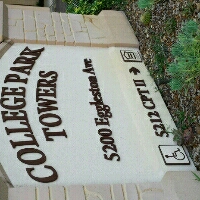 COLLEGE PARK
TOWERS
5200 Eggleston Ave
5212 CPT II →